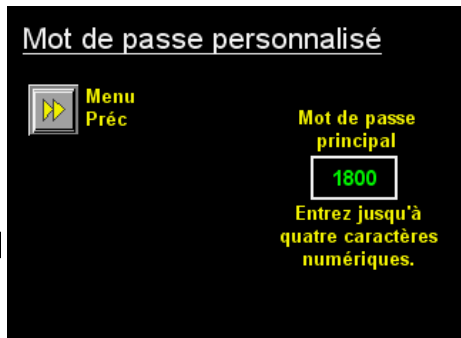 Mot de passe personnalisé
Menu
Préc
Mot de passe
principal
1800
Entrez jusqu'à
quatre caractères
numériques.